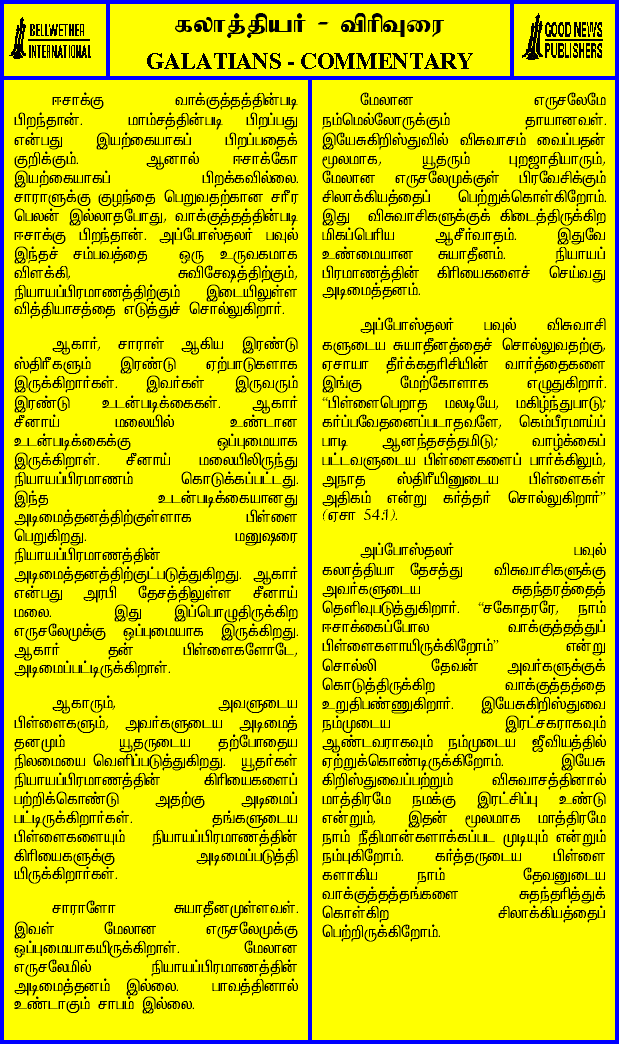 BELLWETHER
INTERNATIONAL
கலாத்தியர் - விரிவுரை
GALATIANS - COMMENTARY
GOOD NEWS
PUBLISHERS
ஈசாக்கு வாக்குத்தத்தின்படி
பிறந்தான். மாம்சத்தின்படி பிறப்பது
என்பது இயற்கையாகப் பிறப்பதைக்
குறிக்கும். ஆனால் ஈசாக்கோ
இயற்கையாகப் பிறக்கவில்லை.
சாராளுக்கு குழந்தை பெறுவதற்கான சரீர
பெலன் இல்லாதபோது, வாக்குத்தத்தின்படி
ஈசாக்கு பிறந்தான். அப்போஸ்தலர் பவுல்
இந்தச் சம்பவத்தை ஒரு உருவகமாக
விளக்கி, சுவிசேஷத்திற்கும்,
நியாயப்பிரமாணத்திற்கும் இடையிலுள்ள
வித்தியாசத்தை எடுத்துச் சொல்லுகிறார்.
ஆகார், சாராள் ஆகிய இரண்டு
ஸ்திரீகளும் இரண்டு ஏற்பாடுகளாக
இருக்கிறார்கள். இவர்கள் இருவரும்
இரண்டு உடன்படிக்கைகள். ஆகார்
சீனாய் மலையில் உண்டான
உடன்படிக்கைக்கு ஒப்புமையாக
இருக்கிறாள். சீனாய் மலையிலிருந்து
நியாயப்பிரமாணம் கொடுக்கப்பட்டது.
இந்த உடன்படிக்கையானது
அடிமைத்தனத்திற்குள்ளாக பிள்ளை
பெறுகிறது. மனுஷரை
நியாயப்பிரமாணத்தின்
அடிமைத்தனத்திற்குட்படுத்துகிறது. ஆகார்
என்பது அரபி தேசத்திலுள்ள சீனாய்
மலை. இது இப்பொழுதிருக்கிற
எருசலேமுக்கு ஒப்புமையாக இருக்கிறது.
ஆகார் தன் பிள்ளைகளோடே,
அடிமைப்பட்டிருக்கிறாள்.
ஆகாரும், அவளுடைய
பிள்ளைகளும், அவர்களுடைய அடிமைத்
தனமும் யூதருடைய தற்போதைய
நிலைமையை வெளிப்படுத்துகிறது. யூதர்கள்
நியாயப்பிரமாணத்தின் கிரியைகளைப்
பற்றிக்கொண்டு அதற்கு அடிமைப்
பட்டிருக்கிறார்கள். தங்களுடைய
பிள்ளைகளையும் நியாயப்பிரமாணத்தின்
கிரியைகளுக்கு அடிமைப்படுத்தி
யிருக்கிறார்கள்.
சாராளோ சுயாதீனமுள்ளவள்.
இவள் மேலான எருசலேமுக்கு
ஒப்புமையாகயிருக்கிறாள். மேலான
எருசலேமில் நியாயப்பிரமாணத்தின்
அடிமைத்தனம் இல்லை. பாவத்தினால்
உண்டாகும் சாபம் இல்லை.
மேலான எருசலேமே
நம்மெல்லோருக்கும் தாயானவள்.
இயேசுகிறிஸ்துவில் விசுவாசம் வைப்பதன்
மூலமாக, யூதரும் புறஜாதியாரும்,
மேலான எருசலேமுக்குள் பிரவேசிக்கும்
சிலாக்கியத்தைப் பெற்றுக்கொள்கிறோம்.
இது விசுவாசிகளுக்குக் கிடைத்திருக்கிற
மிகப்பெரிய ஆசீர்வாதம். இதுவே
உண்மையான சுயாதீனம். நியாயப்
பிரமாணத்தின் கிரியைகளைச் செய்வது
அடிமைத்தனம்.
அப்போஸ்தலர் பவுல் விசுவாசி
களுடைய சுயாதீனத்தைச் சொல்லுவதற்கு,
ஏசாயா தீர்க்கதரிசியின் வார்த்தைகளை
இங்கு மேற்கோளாக எழுதுகிறார்.
“பிள்ளைபெறாத மலடியே, மகிழ்ந்துபாடு;
கர்ப்பவேதனைப்படாதவளே, கெம்பீரமாய்ப்
பாடி ஆனந்தசத்தமிடு; வாழ்க்கைப்
பட்டவளுடைய பிள்ளைகளைப் பார்க்கிலும்,
அநாத ஸ்திரீயினுடைய பிள்ளைகள்
அதிகம் என்று கர்த்தர் சொல்லுகிறார்”
(ஏசா 54:1).
அப்போஸ்தலர் பவுல்
கலாத்தியா தேசத்து விசுவாசிகளுக்கு
அவர்களுடைய சுதந்தரத்தைத்
தெளிவுபடுத்துகிறார். “சகோதரரே, நாம்
ஈசாக்கைப்போல வாக்குத்தத்துப்
பிள்ளைகளாயிருக்கிறோம்” என்று
சொல்லி தேவன் அவர்களுக்குக்
கொடுத்திருக்கிற வாக்குத்தத்தை
உறுதிபண்ணுகிறார். இயேசுகிறிஸ்துவை
நம்முடைய இரட்சகராகவும்
ஆண்டவராகவும் நம்முடைய ஜீவியத்தில்
ஏற்றுக்கொண்டிருக்கிறோம். இயேசு
கிறிஸ்துவைப்பற்றும் விசுவாசத்தினால்
மாத்திரமே நமக்கு இரட்சிப்பு உண்டு
என்றும், இதன் மூலமாக மாத்திரமே
நாம் நீதிமான்களாக்கப்பட முடியும் என்றும்
நம்புகிறோம். கர்த்தருடைய பிள்ளை
களாகிய நாம் தேவனுடைய
வாக்குத்தத்தங்களை சுதந்தரித்துக்
கொள்கிற சிலாக்கியத்தைப்
பெற்றிருக்கிறோம்.